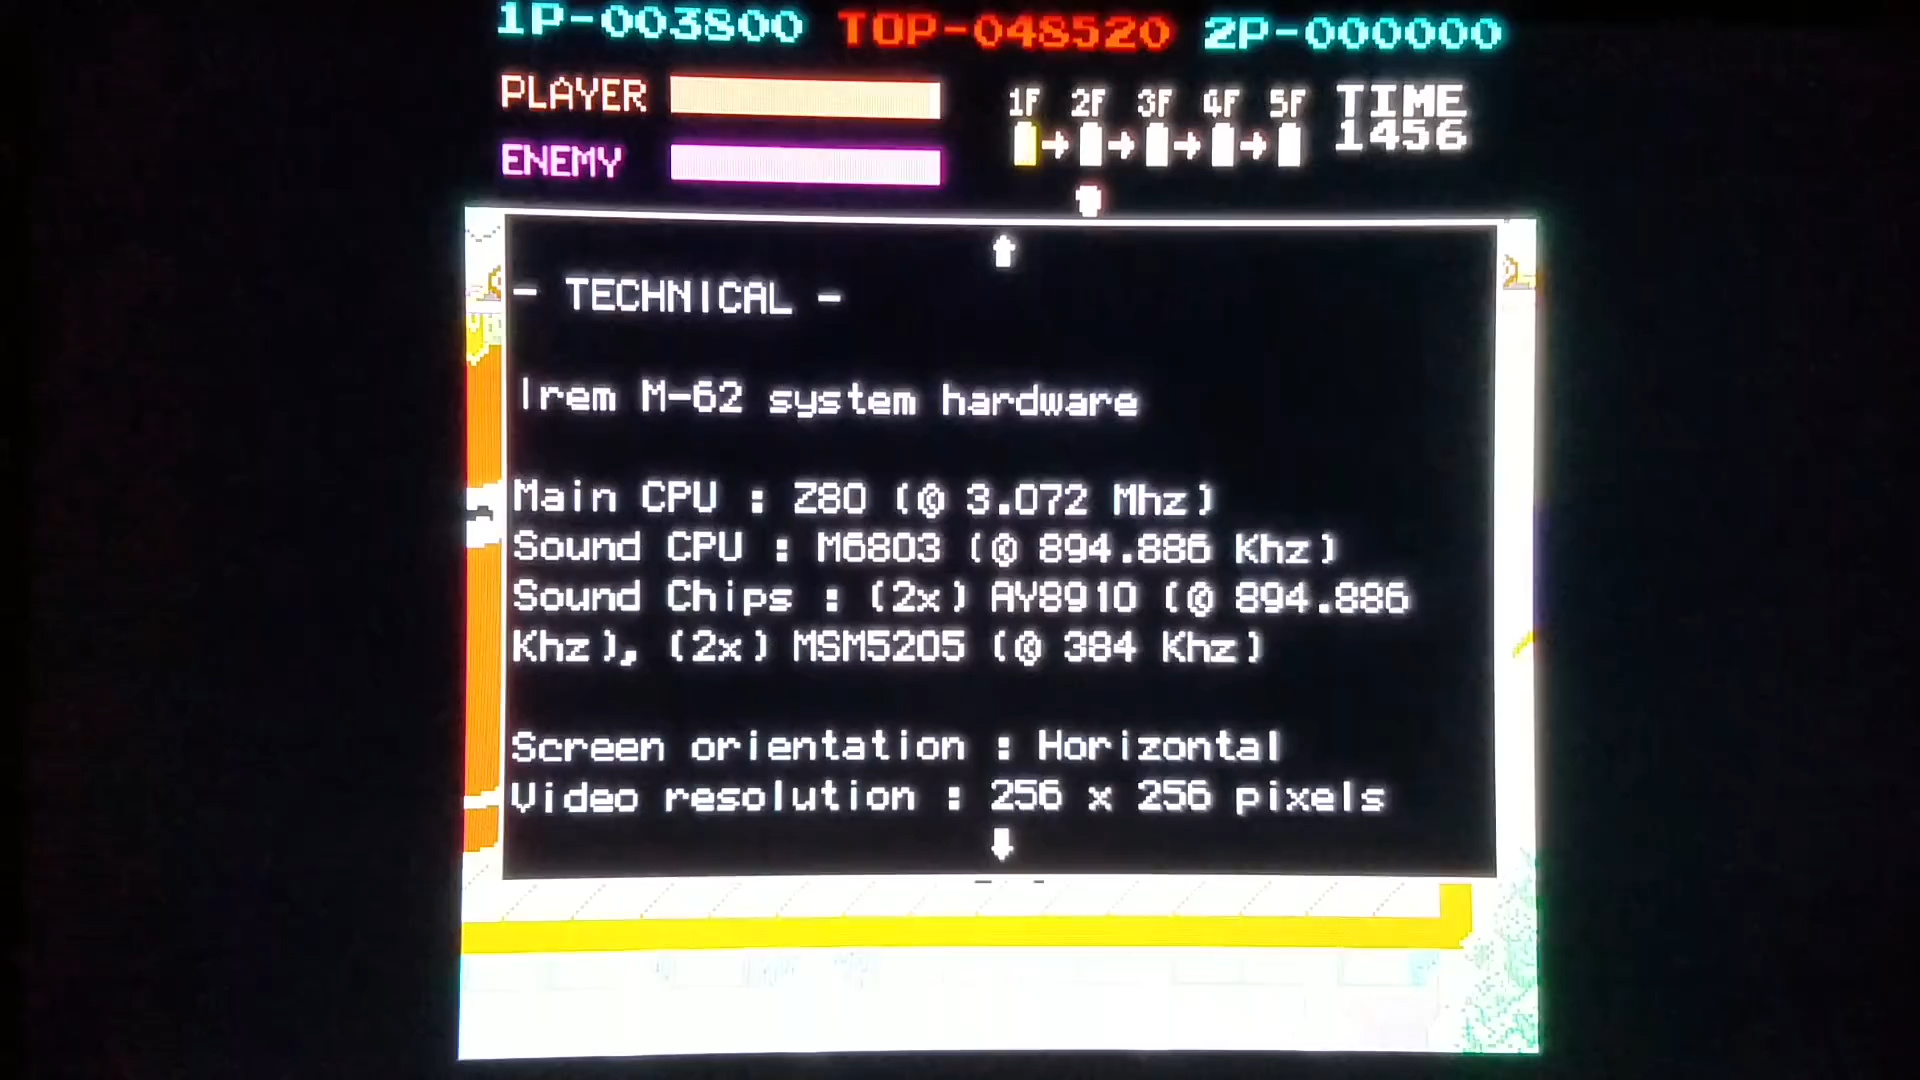 1P-003800 TOP-048520 2P-000000
PLAYER 1F 2F 3F 4F 5F TIME
1456
ENEMY
- TECHNICAL -
Irem M-62 system hardware
Main CPU : Z80 (@ 3.072 Mhz)
Sound CPU : M6803 (@ 894.886 Khz)
Sound Chips : (2x) AY8910 (@ 894.886
Khz), (2x) MSM5205 (@ 384 Khz)
Screen orientation : Horizontal
Video resolution : 256 x 256 pixels